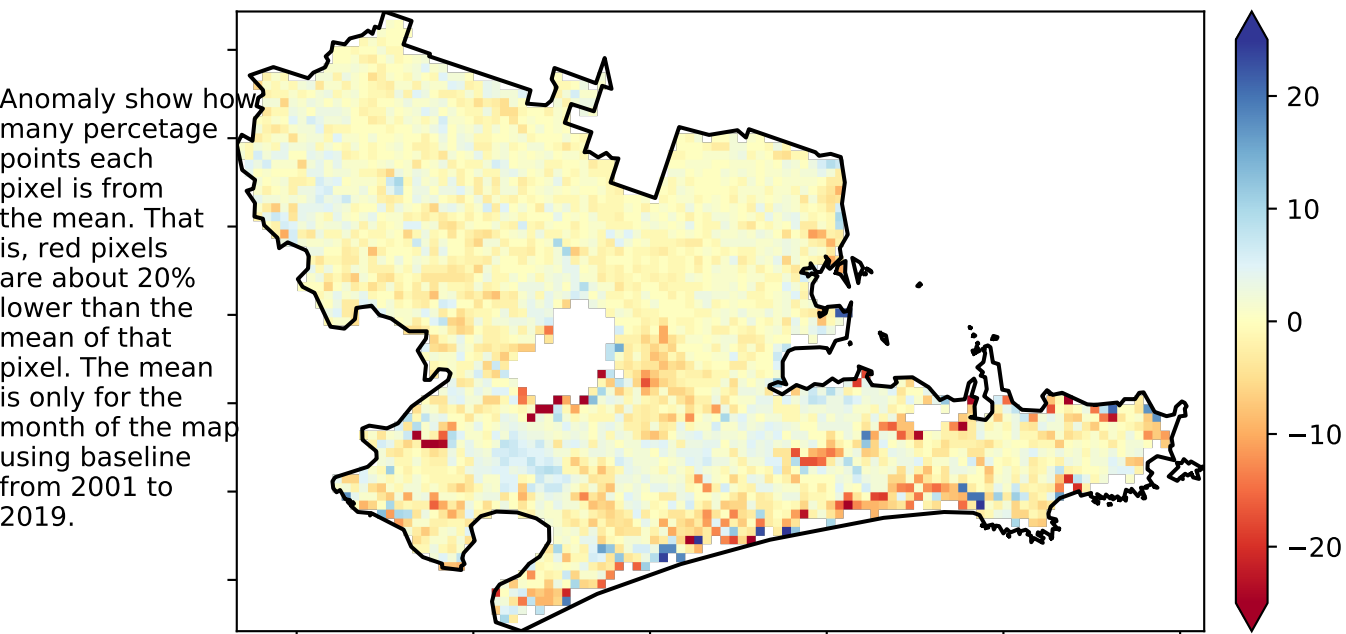 Anomaly show how
many percetage
points each
pixel is from
the mean. That
is, red pixels
are about 20%
lower than the
mean of that
pixel. The mean
is only for the
month of the map
using baseline
from 2001 to
2019.
20
10
0
−10
−20